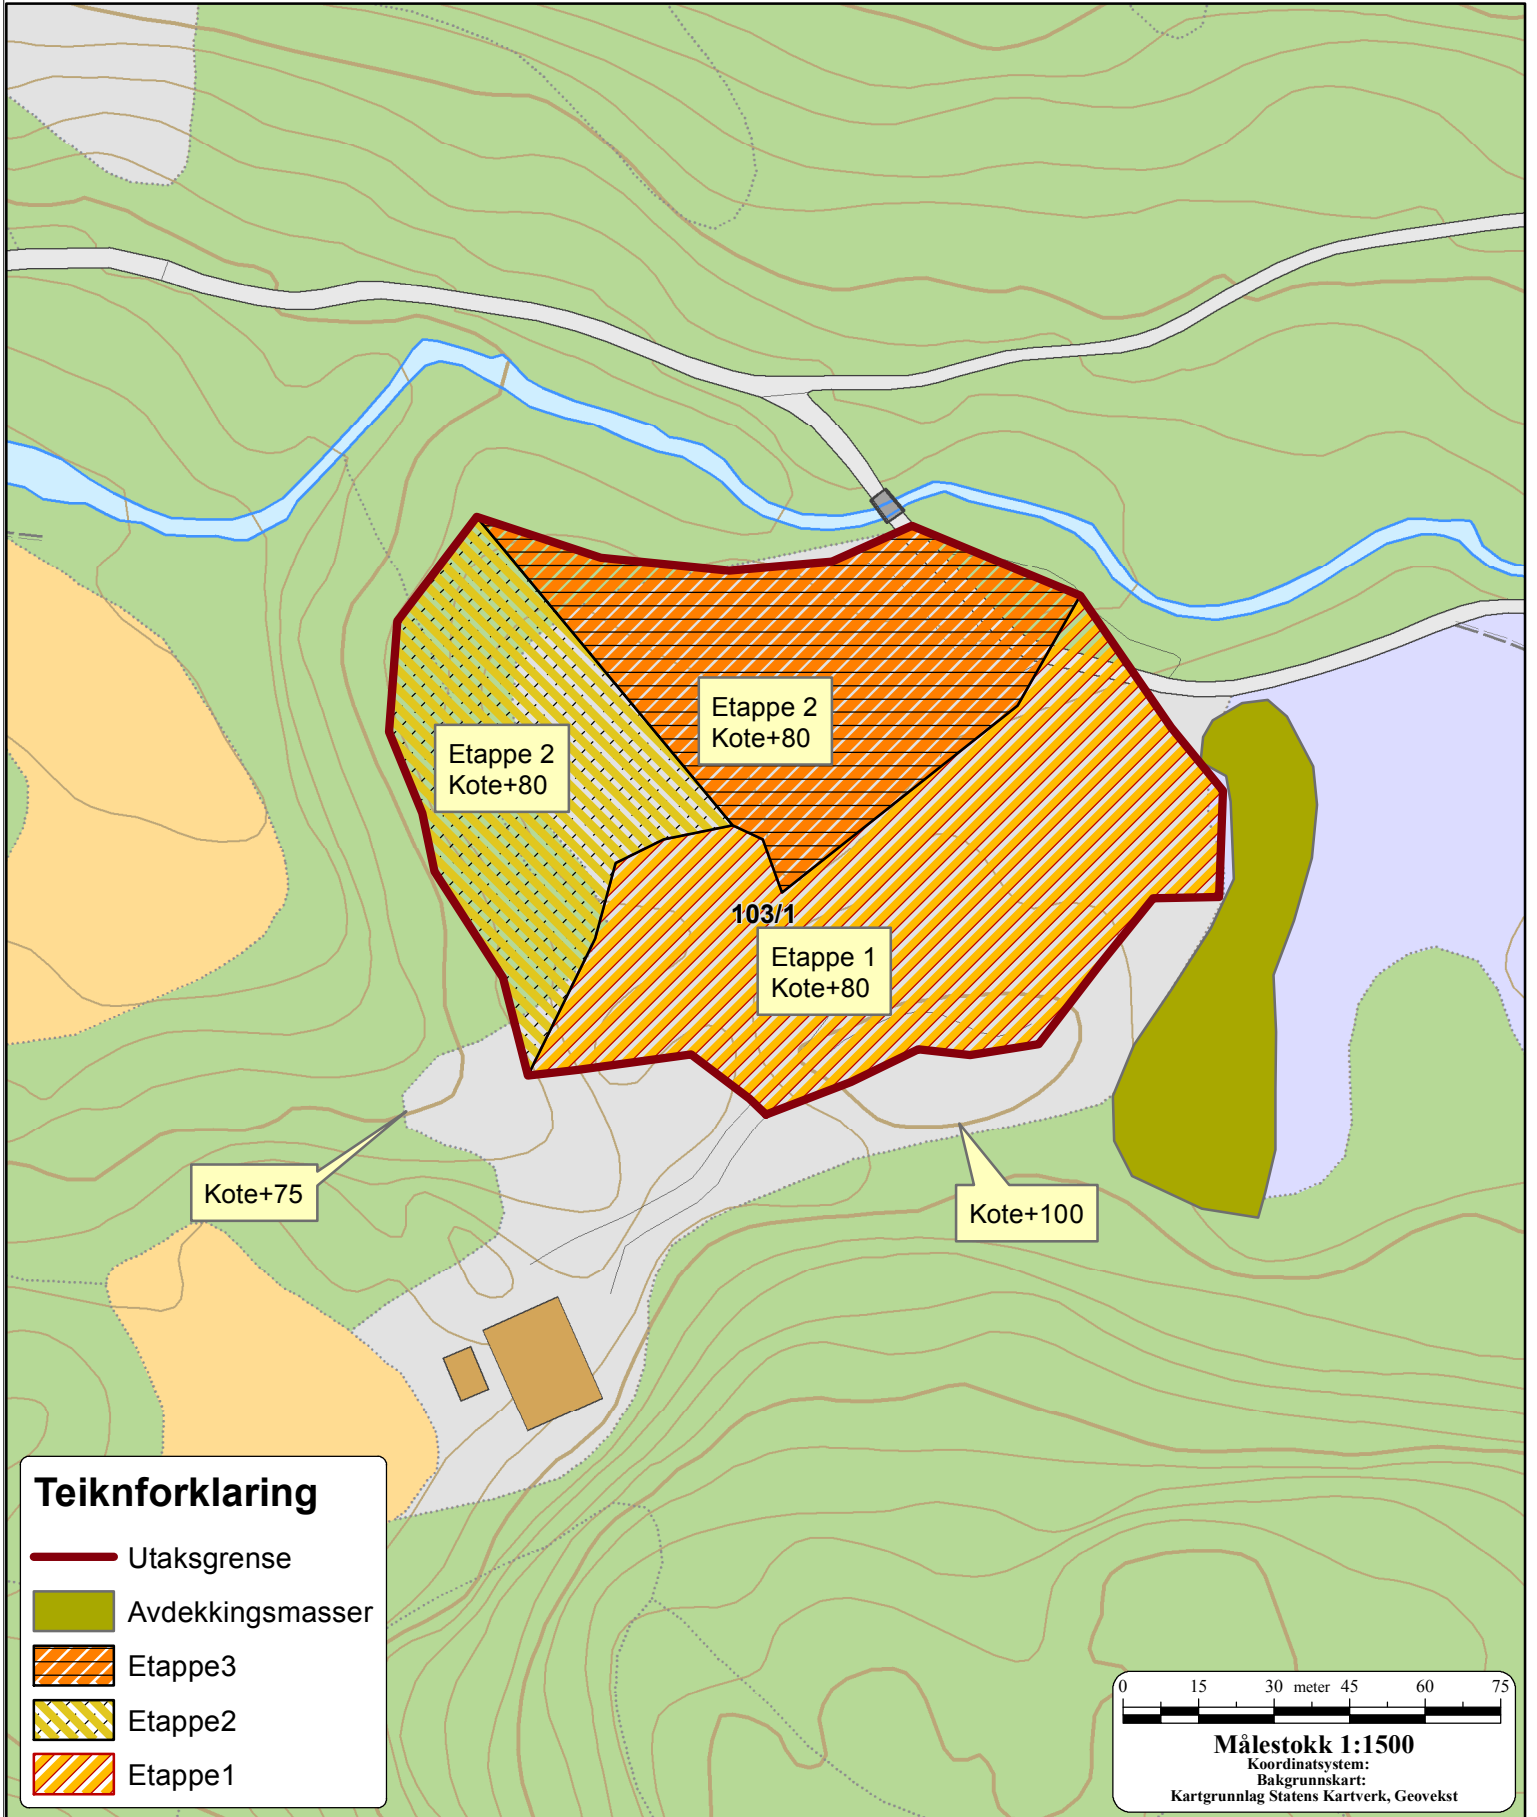 Etappe 2
Kote+80
Etappe 2
Kote+80
103/1
Etappe 1
Kote+80
Kote+75
Kote+100
Teiknforklaring
Utaksgrense
Avdekkingsmasser
Etappe3
Etappe2
Etappe1
0 15 30 meter 45 60 75
Målestokk 1:1500
Koordinatsystem:
Bakgrunnskart:
Kartgrunnlag Statens Kartverk, Geovekst